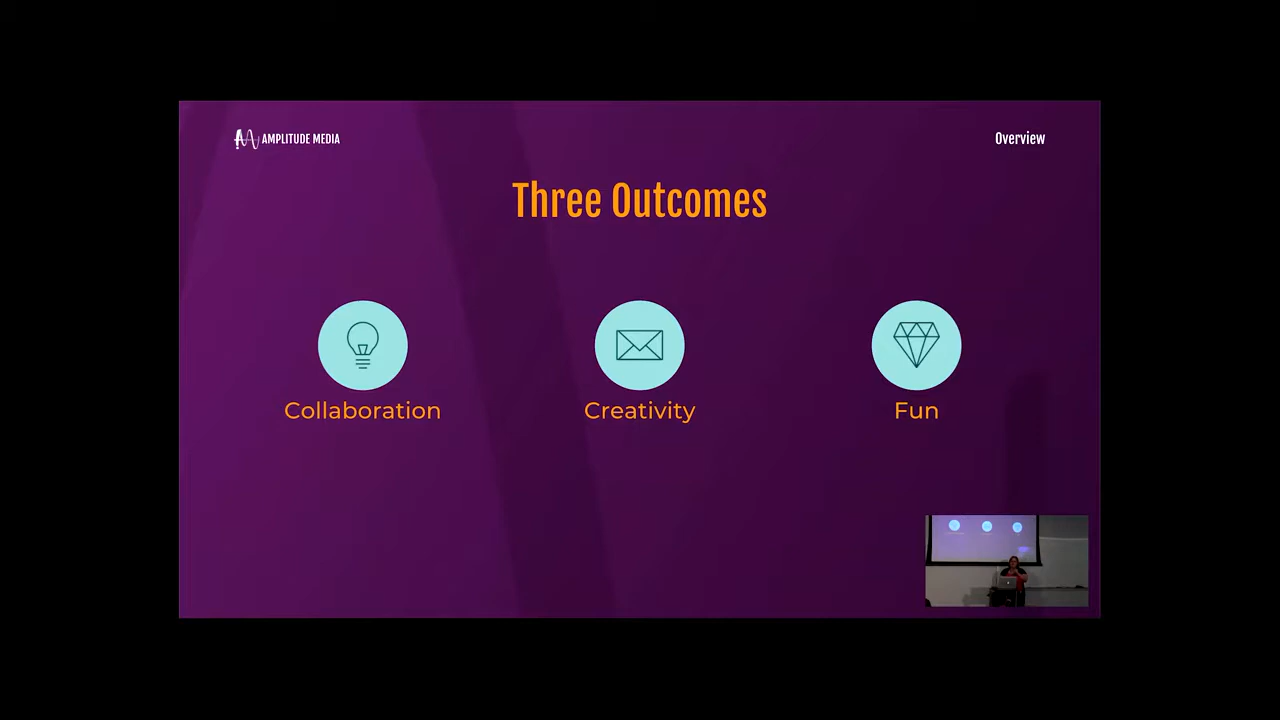 AMPLITUDE MEDIA
Overview
Three Outcomes
Collaboration
Creativity
Fun